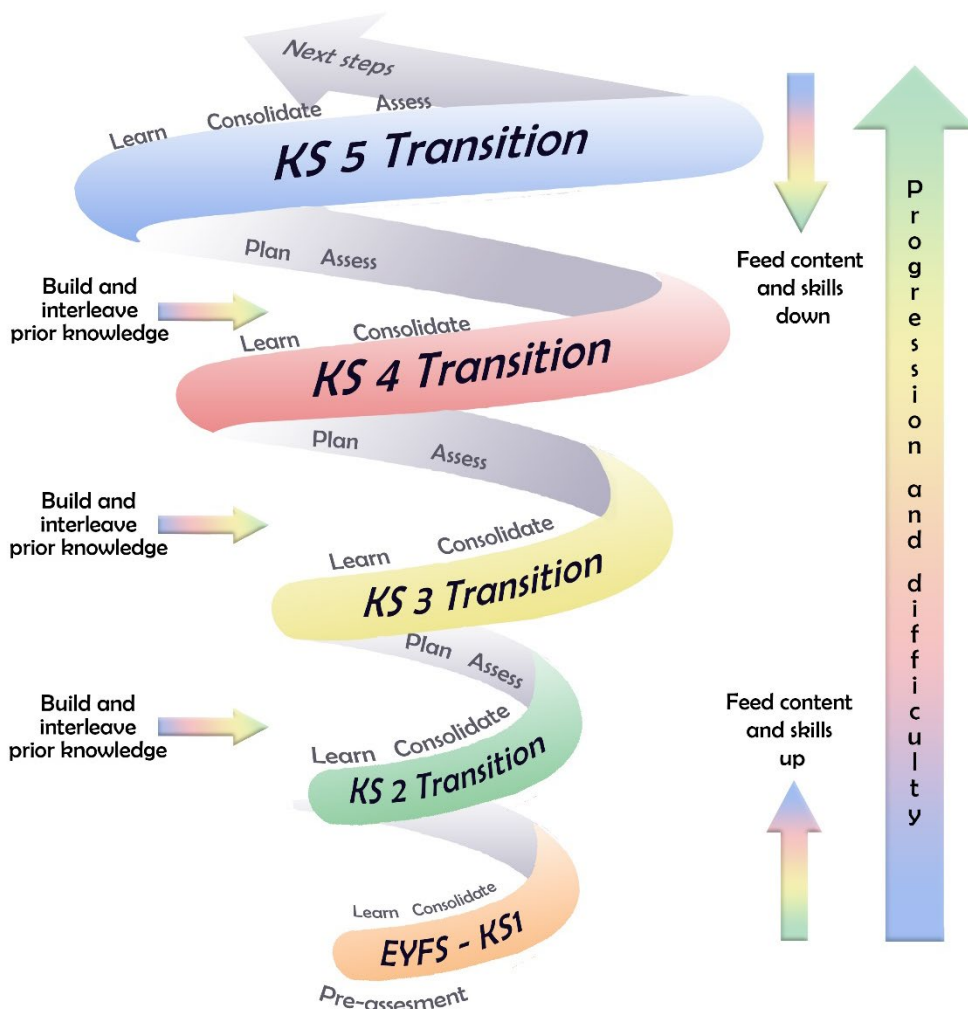 Next steps
Learn Consolidate Assess
KS 5 Transition
Plan Assess
Build and
interleave
prior knowledge
Feed content
and skills
down
Learn Consolidate
KS 4 Transition
Plan Assess
Build and
interleave
prior knowledge
Learn Consolidate
KS 3 Transition
Plan Assess
Build and
interleave
prior knowledge
Feed content
and skills
up
Learn Consolidate
KS 2 Transition
Learn Consolidate
EYFS - KS1
Pre-assesment
Progression and difficulty